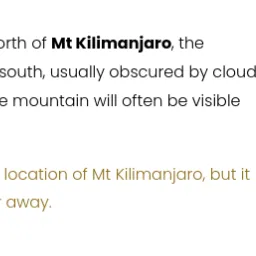 orth of Mt Kilimanjaro, the
south, usually obscured by cloud
e mountain will often be visible
location of Mt Kilimanjaro, but it
away.